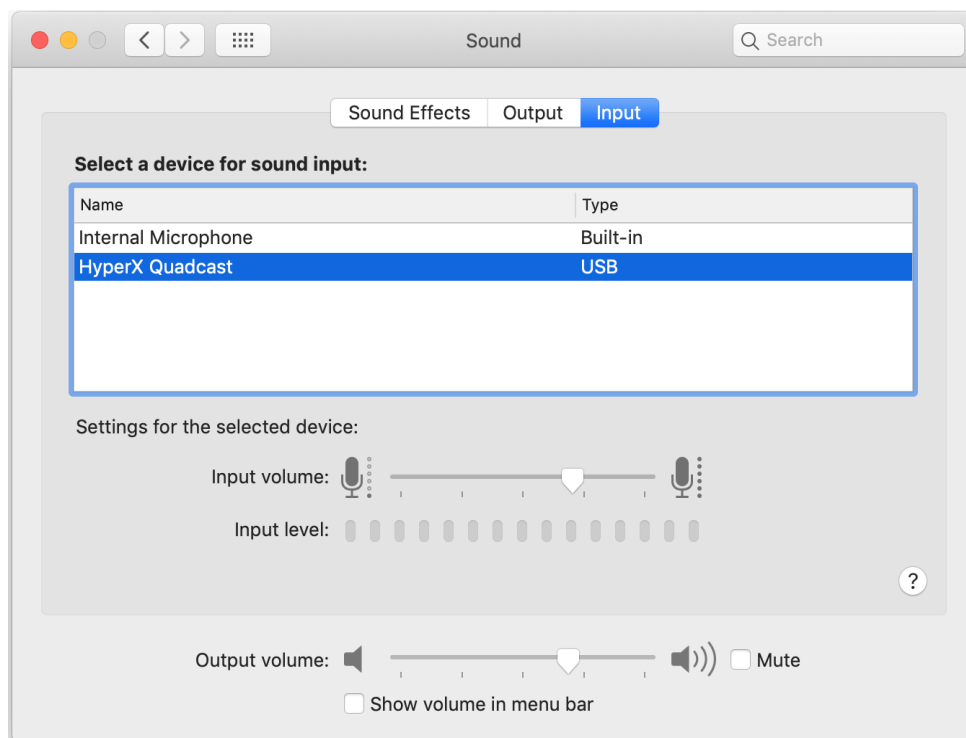 Sound
Search
Sound Effects Output Input
Select a device for sound input:
Name Type
Internal Microphone Built-in
HyperX Quadcast USB
Settings for the selected device:
Input volume:
Input level:
?
Output volume: Mute
Show volume in menu bar